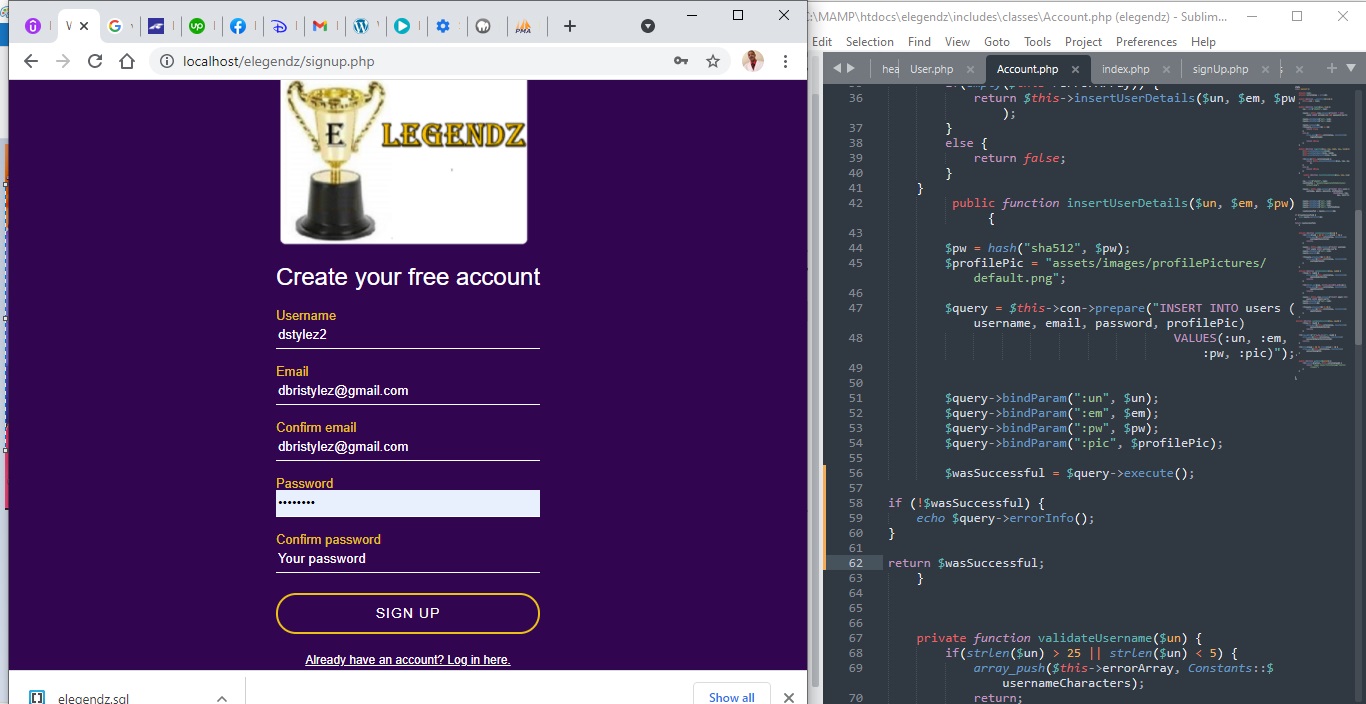 C:\MAMP\htdocs\elegendz\includes\classes\Account.php (elegendz) - Sublim...
Edit Selection Find View Goto Tools Project Preferences Help
localhost/elegendz/signup.php
hea User.php Account.php index.php signUp.php
E LEGENDZ
Create your free account
Username
dstylez2
Email
dbristylez@gmail.com
Confirm email
dbristylez@gmail.com
Password
••••••••
Confirm password
Your password
SIGN UP
Already have an account? Log in here.
elegendz.sql
Show all
36 return $this->insertUserDetails($un, $em, $pw
);
37 }
38 else {
39 return false;
40 }
41 }
42 public function insertUserDetails($un, $em, $pw)
{
43
44 $pw = hash("sha512", $pw);
45 $profilePic = "assets/images/profilePictures/
default.png";
46
47 $query = $this->con->prepare("INSERT INTO users (
username, email, password, profilePic)
48 VALUES(:un, :em,
:pw, :pic)");
49
50
51 $query->bindParam(":un", $un);
52 $query->bindParam(":em", $em);
53 $query->bindParam(":pw", $pw);
54 $query->bindParam(":pic", $profilePic);
55
56 $wasSuccessful = $query->execute();
57
58 if (!$wasSuccessful) {
59 echo $query->errorInfo();
60 }
61
62 return $wasSuccessful;
63 }
64
65
66
67 private function validateUsername($un) {
68 if(strlen($un) > 25 || strlen($un) < 5) {
69 array_push($this->errorArray, Constants::$
usernameCharacters);
70 return;